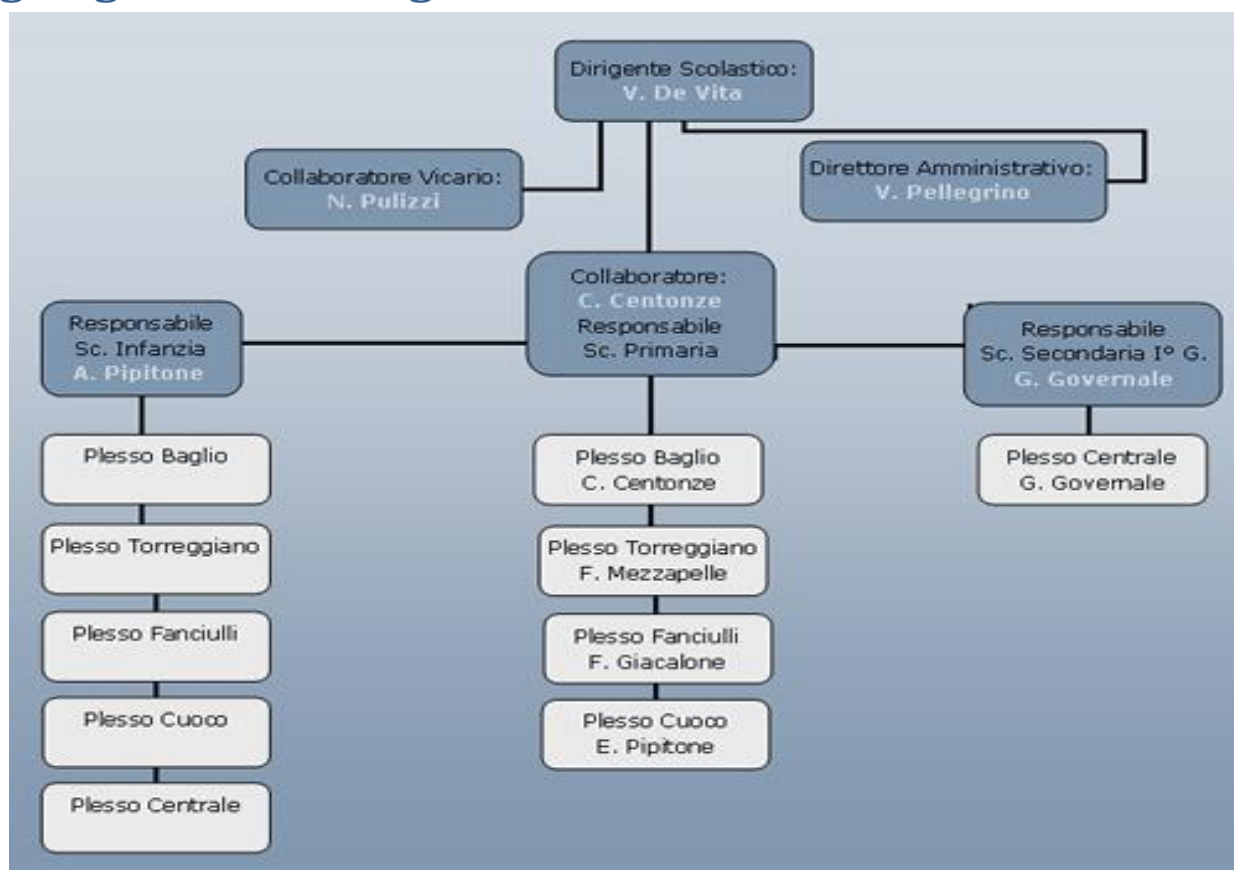 Dirigente Scolastico:
V. De Vita
Collaboratore Vicario:
N. Pulizzi
Direttore Amministrativo:
V. Pellegrino
Collaboratore:
C. Centonze
Responsabile
Sc. Primaria
Responsabile
Sc. Infanzia
A. Pipitone
Responsabile
Sc. Secondaria I° G.
G. Governale
Plesso Baglio
Plesso Torreggiano
Plesso Fanciulli
Plesso Cuoco
Plesso Centrale
Plesso Baglio
C. Centonze
Plesso Torreggiano
F. Mezzapelle
Plesso Fanciulli
F. Giacalone
Plesso Cuoco
E. Pipitone
Plesso Centrale
G. Governale